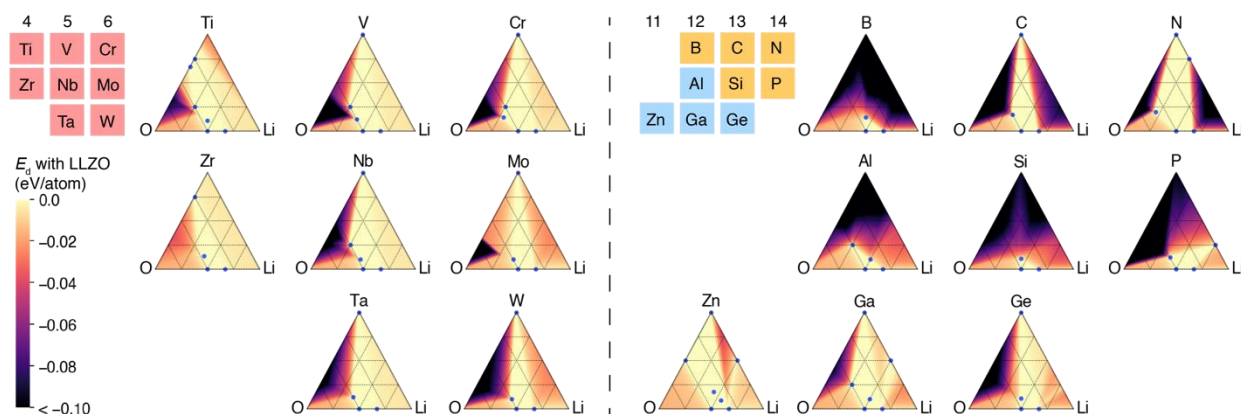 4 5 6
Ti V Cr
Zr Nb Mo
Ta W
11 12 13 14
B C N
Al Si P
Zn Ga Ge
Ti
O Li
V
O Li
Cr
O Li
B
O Li
C
O Li
N
O Li
E_d with LLZO
(eV/atom)
0.0
−0.02
−0.04
−0.06
−0.08
< −0.10
Zr
O Li
Nb
O Li
Mo
O Li
Al
O Li
Si
O Li
P
O Li
Ta
O Li
W
O Li
Zn
O Li
Ga
O Li
Ge
O Li